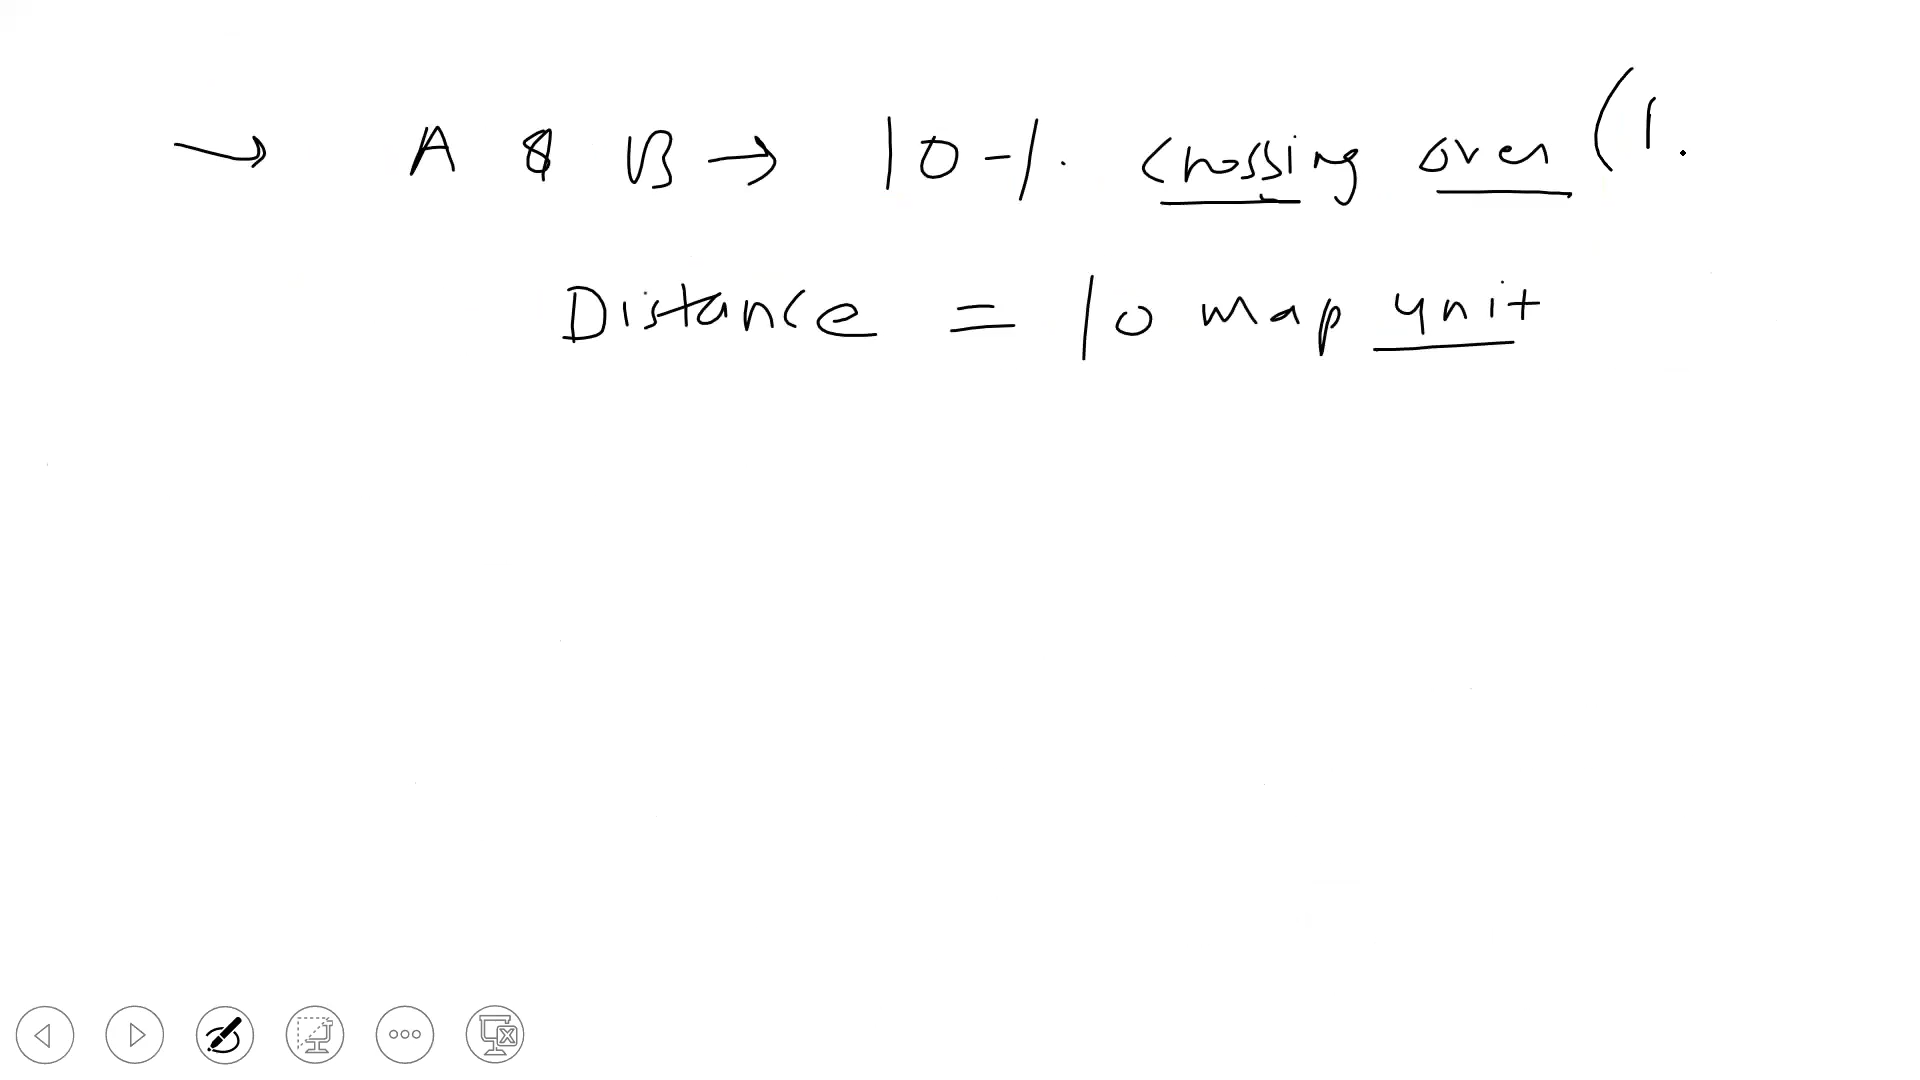 → A & B → 10% crossing over (1.
Distance = 10 map unit